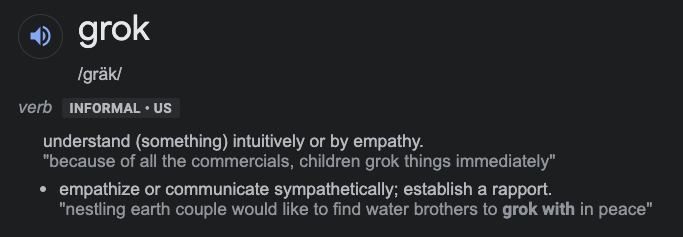 grok
/gräk/
verb INFORMAL • US
understand (something) intuitively or by empathy.
"because of all the commercials, children grok things immediately"
• empathize or communicate sympathetically; establish a rapport.
"nestling earth couple would like to find water brothers to grok with in peace"